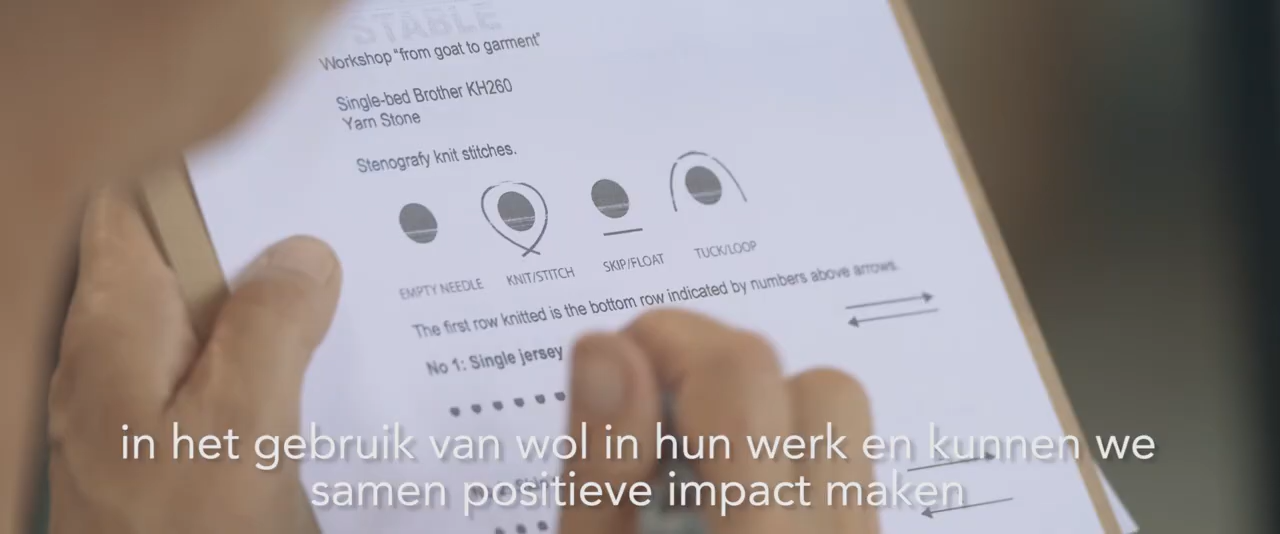 STABLE
Workshop "from goat to garment"
Single-bed Brother KH260
Yarn Stone
Stenografy knit stitches.
EMPTY NEEDLE KNIT/STITCH SKIP/FLOAT TUCK/LOOP
The first row knitted is the bottom row indicated by numbers above arrows.
No 1: Single jersey
in het gebruik van wol in hun werk en kunnen we
samen positieve impact maken